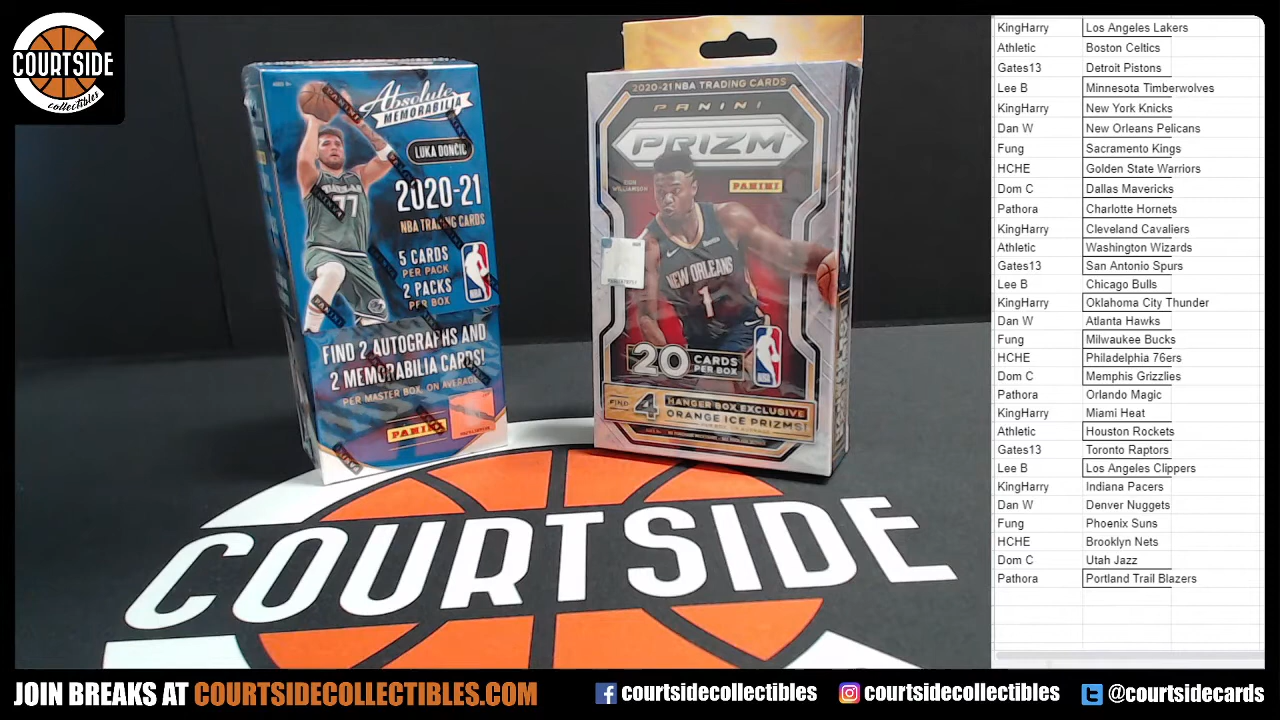 COURTSIDE
collectibles
Absolute
MEMORABILIA
LUKA DONČIĆ
2020-21
NBA TRADING CARDS
5 CARDS
PER PACK
2 PACKS
PER BOX
FIND 2 AUTOGRAPHS AND
2 MEMORABILIA CARDS!
PER MASTER BOX, ON AVERAGE
PANINI
DALLAS
77
2020-21 NBA TRADING CARDS
PANINI
PRIZM
ZION
WILLIAMSON
PANINI
NEW ORLEANS
1
20 CARDS
PER BOX
NBA
FIND 4 HANGER BOX EXCLUSIVE
ORANGE ICE PRIZMS!
COURTSIDE
KingHarry Los Angeles Lakers
Athletic Boston Celtics
Gates13 Detroit Pistons
Lee B Minnesota Timberwolves
KingHarry New York Knicks
Dan W New Orleans Pelicans
Fung Sacramento Kings
HCHE Golden State Warriors
Dom C Dallas Mavericks
Pathora Charlotte Hornets
KingHarry Cleveland Cavaliers
Athletic Washington Wizards
Gates13 San Antonio Spurs
Lee B Chicago Bulls
KingHarry Oklahoma City Thunder
Dan W Atlanta Hawks
Fung Milwaukee Bucks
HCHE Philadelphia 76ers
Dom C Memphis Grizzlies
Pathora Orlando Magic
KingHarry Miami Heat
Athletic Houston Rockets
Gates13 Toronto Raptors
Lee B Los Angeles Clippers
KingHarry Indiana Pacers
Dan W Denver Nuggets
Fung Phoenix Suns
HCHE Brooklyn Nets
Dom C Utah Jazz
Pathora Portland Trail Blazers
JOIN BREAKS AT COURTSIDECOLLECTIBLES.COM
courtsidecollectibles
courtsidecollectibles
@courtsidecards